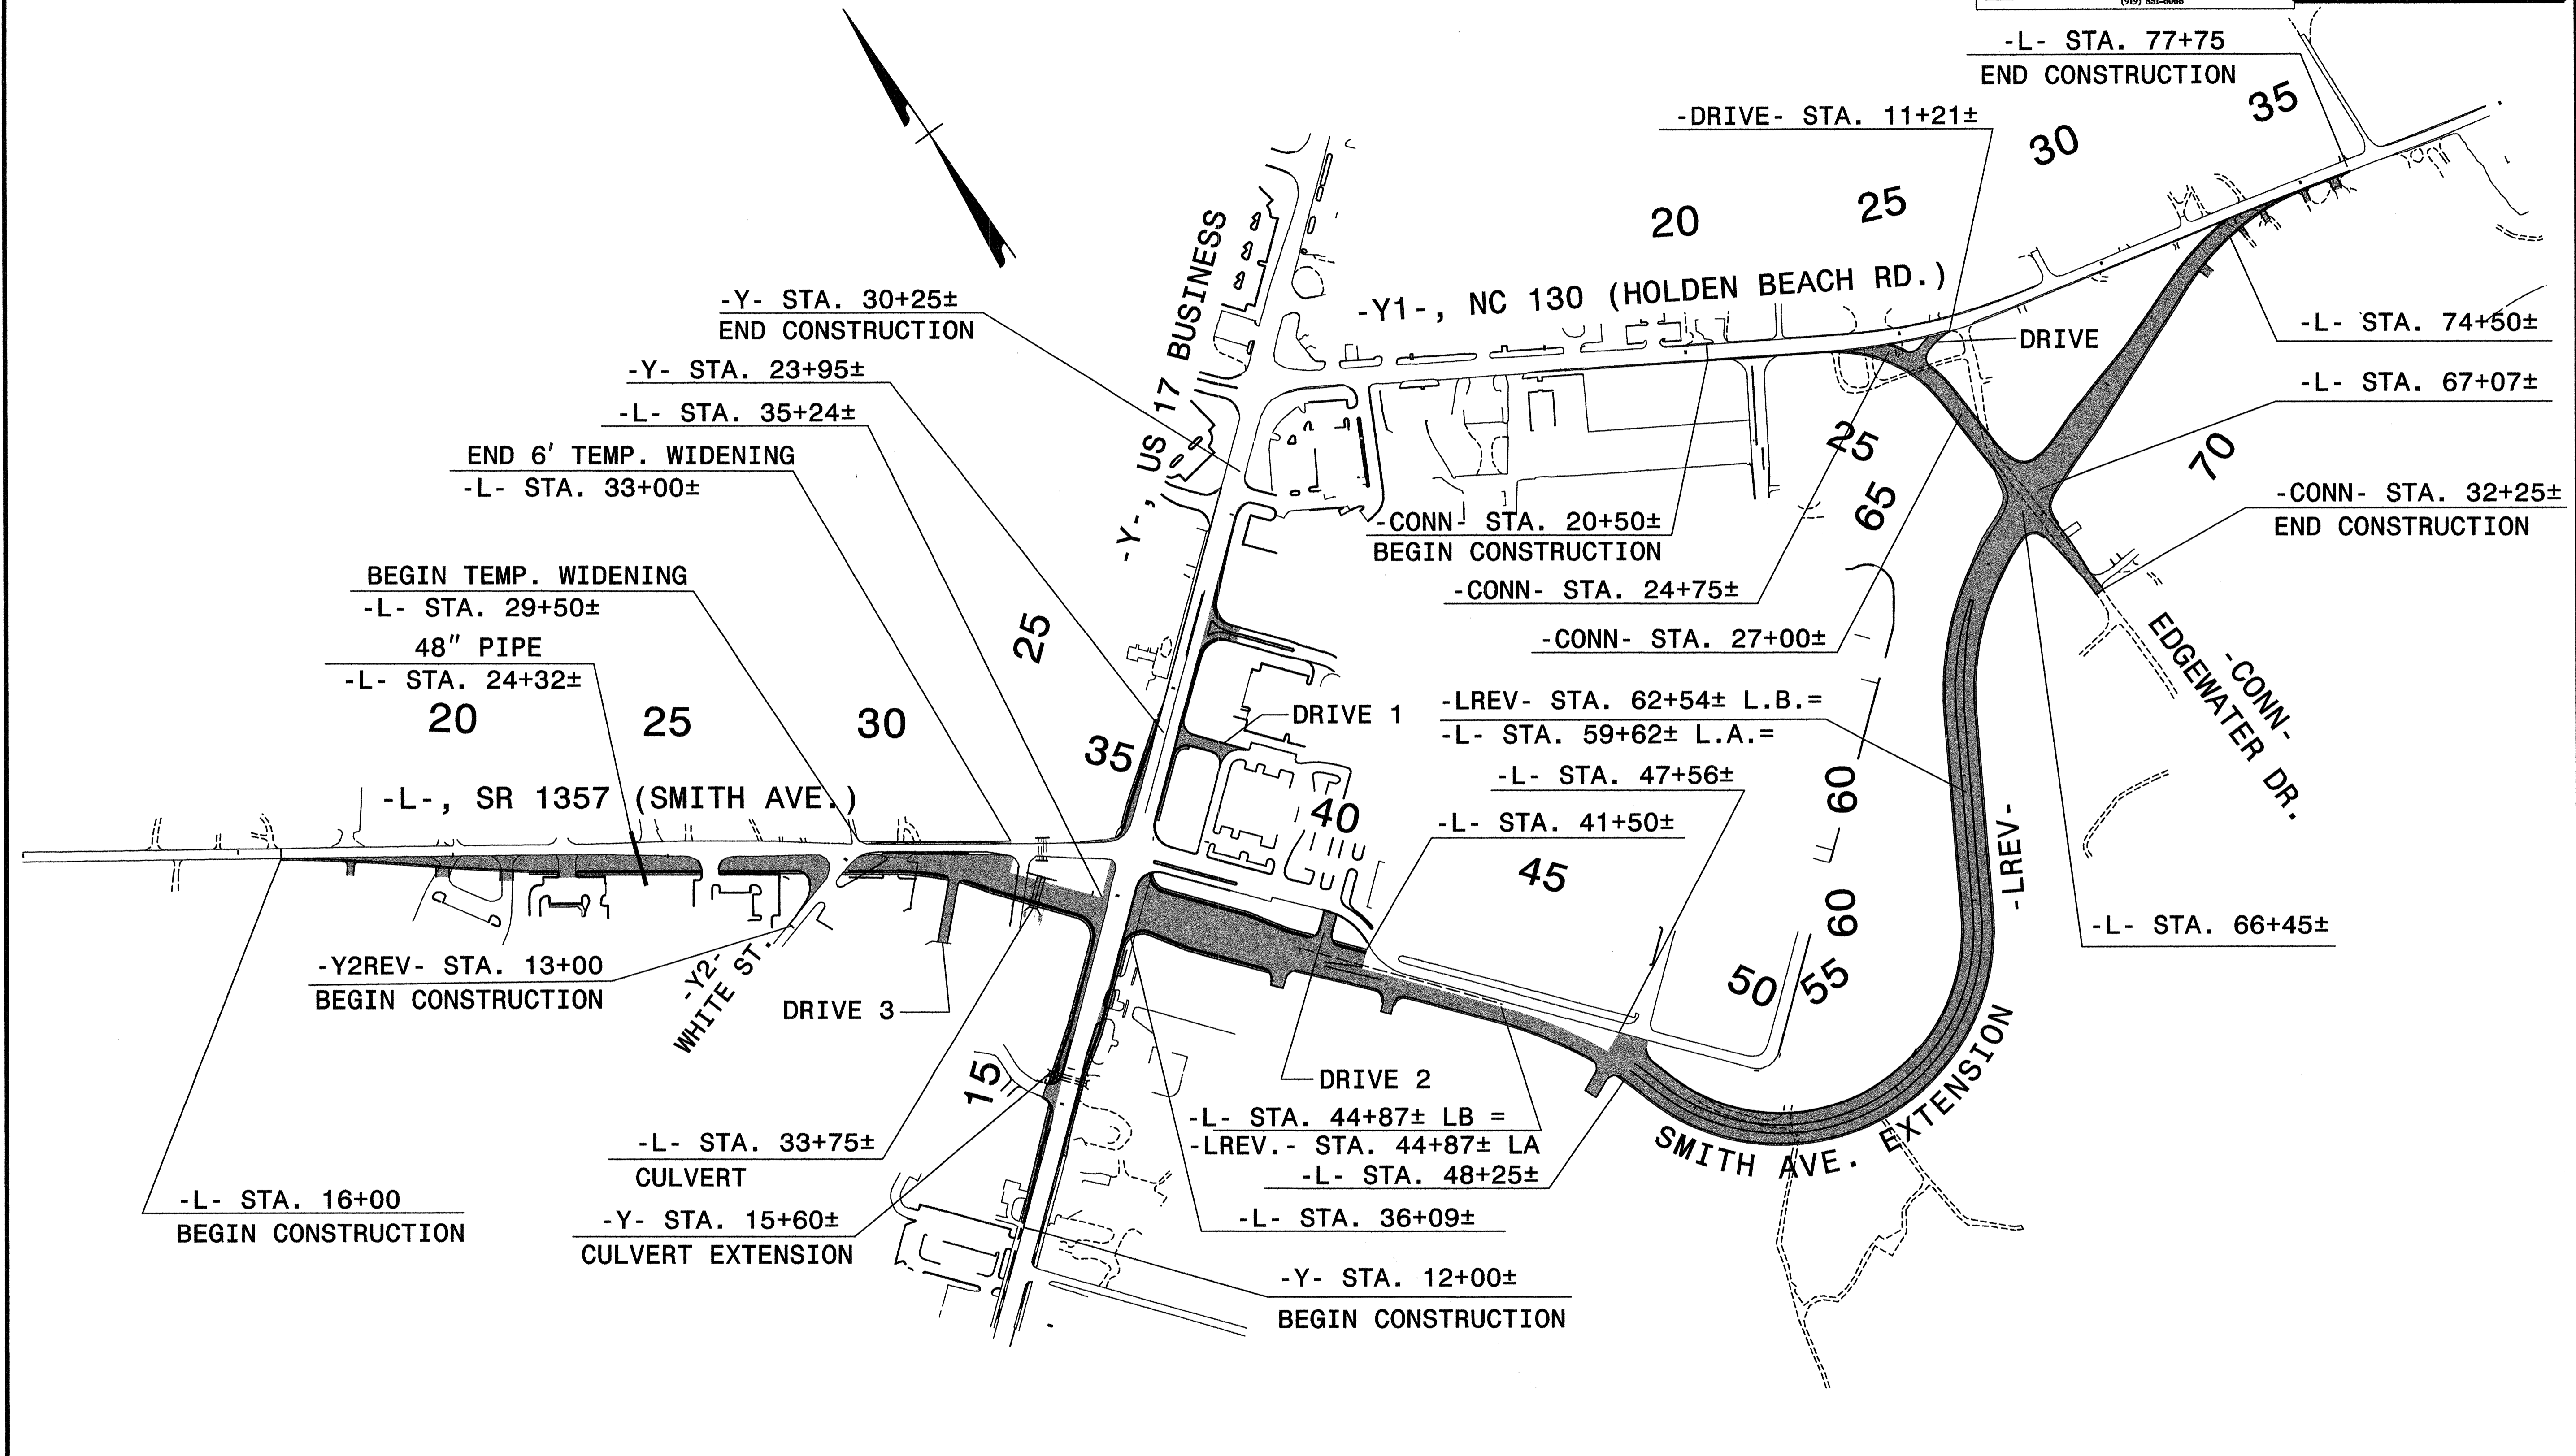 (919) 851-6066
-L- STA. 77+75
END CONSTRUCTION
35
-DRIVE- STA. 11+21±
30
25
20
-Y-, US 17 BUSINESS
-Y1-, NC 130 (HOLDEN BEACH RD.)
-Y- STA. 30+25±
END CONSTRUCTION
-L- STA. 74+50±
DRIVE
-Y- STA. 23+95±
-L- STA. 67+07±
-L- STA. 35+24±
25
END 6' TEMP. WIDENING
-L- STA. 33+00±
70
65
-CONN- STA. 32+25±
END CONSTRUCTION
-CONN- STA. 20+50±
BEGIN CONSTRUCTION
BEGIN TEMP. WIDENING
-L- STA. 29+50±
-CONN- STA. 24+75±
25
48" PIPE
-L- STA. 24+32±
-CONN- STA. 27+00±
-CONN-
EDGEWATER DR.
20
25
30
-LREV- STA. 62+54± L.B.=
-L- STA. 59+62± L.A.=
DRIVE 1
35
-L- STA. 47+56±
60
-L-, SR 1357 (SMITH AVE.)
40
-L- STA. 41+50±
-LREV-
45
60
-L- STA. 66+45±
-Y2REV- STA. 13+00
BEGIN CONSTRUCTION
-Y2-
WHITE ST.
DRIVE 3
50
55
15
DRIVE 2
-L- STA. 44+87± LB =
-LREV.- STA. 44+87± LA
-L- STA. 33+75±
CULVERT
SMITH AVE. EXTENSION
-L- STA. 48+25±
-L- STA. 16+00
BEGIN CONSTRUCTION
-Y- STA. 15+60±
CULVERT EXTENSION
-L- STA. 36+09±
-Y- STA. 12+00±
BEGIN CONSTRUCTION